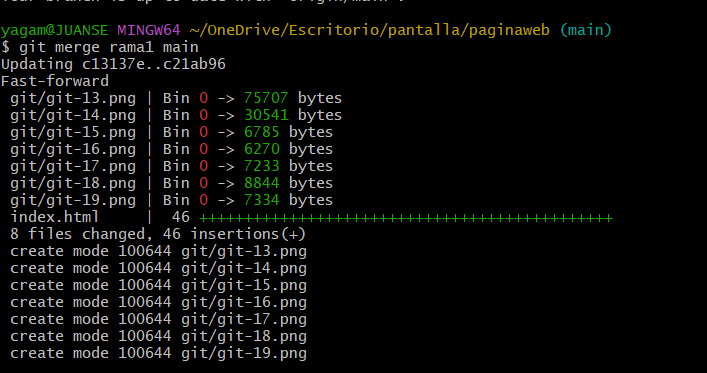 yagam@JUANSE MINGW64 ~/OneDrive/Escritorio/pantalla/paginaweb (main)
$ git merge rama1 main
Updating c13137e..c21ab96
Fast-forward
 git/git-13.png | Bin 0 -> 75707 bytes
 git/git-14.png | Bin 0 -> 30541 bytes
 git/git-15.png | Bin 0 -> 6785 bytes
 git/git-16.png | Bin 0 -> 6270 bytes
 git/git-17.png | Bin 0 -> 7233 bytes
 git/git-18.png | Bin 0 -> 8844 bytes
 git/git-19.png | Bin 0 -> 7334 bytes
 index.html     |  46 ++++++++++++++++++++++++++++++++++++++++++++++
 8 files changed, 46 insertions(+)
 create mode 100644 git/git-13.png
 create mode 100644 git/git-14.png
 create mode 100644 git/git-15.png
 create mode 100644 git/git-16.png
 create mode 100644 git/git-17.png
 create mode 100644 git/git-18.png
 create mode 100644 git/git-19.png